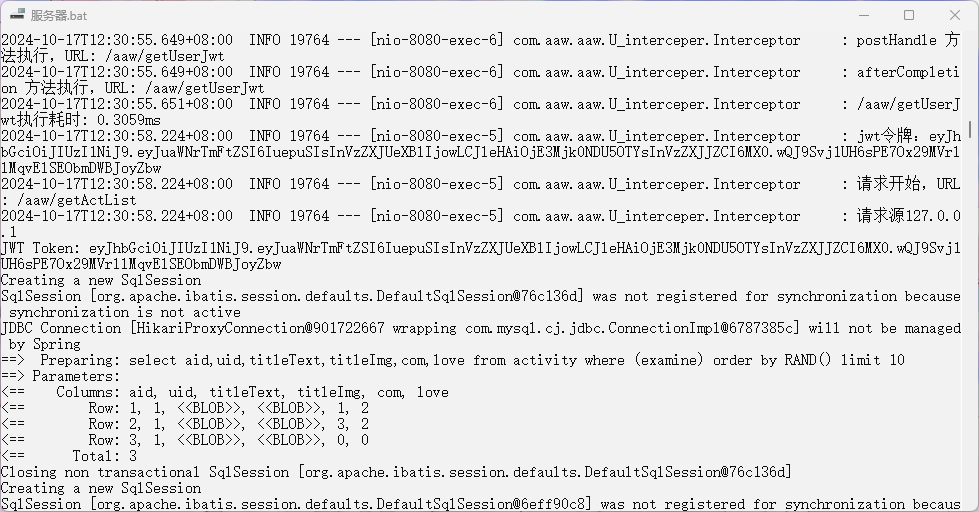 服务器.bat
2024-10-17T12:30:55.649+08:00  INFO 19764 --- [nio-8080-exec-6] com.aaw.aaw.U_interceper.Interceptor     : postHandle 方
法执行，URL: /aaw/getUserJwt
2024-10-17T12:30:55.649+08:00  INFO 19764 --- [nio-8080-exec-6] com.aaw.aaw.U_interceper.Interceptor     : afterCompleti
on 方法执行，URL: /aaw/getUserJwt
2024-10-17T12:30:55.651+08:00  INFO 19764 --- [nio-8080-exec-6] com.aaw.aaw.U_interceper.Interceptor     : /aaw/getUserJ
wt执行耗时: 0.3059ms
2024-10-17T12:30:58.224+08:00  INFO 19764 --- [nio-8080-exec-5] com.aaw.aaw.U_interceper.Interceptor     : jwt令牌：eyJh
bGciOiJIUzI1NiJ9.eyJuaWNrTmFtZSI6IuepuSIsInVzZXJUeXBlIjowLCJleHAiOjE3Mjk0NDU5OTYsInVzZXJJZCI6MX0.wQJ9Svj1UH6sPE7Ox29MVrl
1MqvE1SEObmDWBJoyZbw
2024-10-17T12:30:58.224+08:00  INFO 19764 --- [nio-8080-exec-5] com.aaw.aaw.U_interceper.Interceptor     : 请求开始，URL
: /aaw/getActList
2024-10-17T12:30:58.224+08:00  INFO 19764 --- [nio-8080-exec-5] com.aaw.aaw.U_interceper.Interceptor     : 请求源127.0.0
.1
JWT Token: eyJhbGciOiJIUzI1NiJ9.eyJuaWNrTmFtZSI6IuepuSIsInVzZXJUeXBlIjowLCJleHAiOjE3Mjk0NDU5OTYsInVzZXJJZCI6MX0.wQJ9Svj1
UH6sPE7Ox29MVrl1MqvE1SEObmDWBJoyZbw
Creating a new SqlSession
SqlSession [org.apache.ibatis.session.defaults.DefaultSqlSession@76c136d] was not registered for synchronization because
 synchronization is not active
JDBC Connection [HikariProxyConnection@901722667 wrapping com.mysql.cj.jdbc.ConnectionImpl@6787385c] will not be managed
 by Spring
==>  Preparing: select aid,uid,titleText,titleImg,com,love from activity where (examine) order by RAND() limit 10
==> Parameters:
<==    Columns: aid, uid, titleText, titleImg, com, love
<==        Row: 1, 1, <<BLOB>>, <<BLOB>>, 1, 2
<==        Row: 2, 1, <<BLOB>>, <<BLOB>>, 3, 2
<==        Row: 3, 1, <<BLOB>>, <<BLOB>>, 0, 0
<==      Total: 3
Closing non transactional SqlSession [org.apache.ibatis.session.defaults.DefaultSqlSession@76c136d]
Creating a new SqlSession
SqlSession [org.apache.ibatis.session.defaults.DefaultSqlSession@6eff90c8] was not registered for synchronization becaus